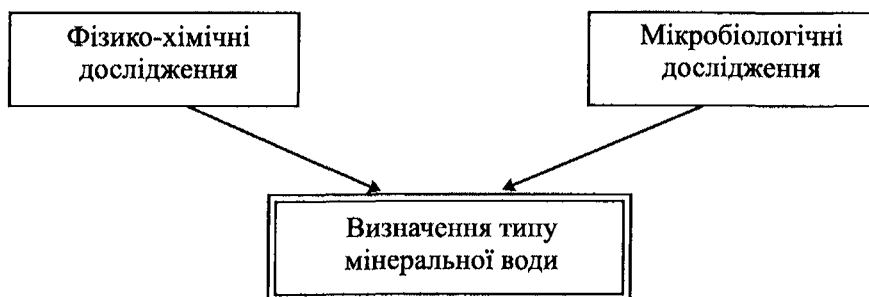 Фізико-хімічні
дослідження
Мікробіологічні
дослідження
Визначення типу
мінеральної води